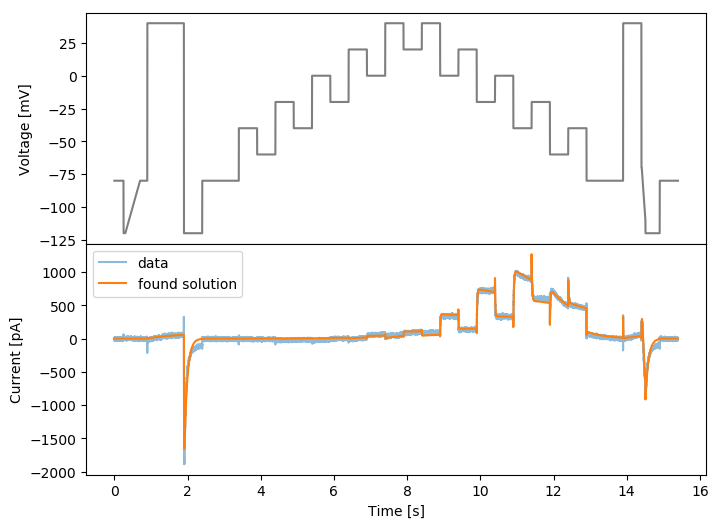 25
0
−25
−50
−75
−100
−125
Voltage [mV]
data
found solution
1000
500
0
−500
−1000
−1500
−2000
Current [pA]
0 2 4 6 8 10 12 14 16
Time [s]